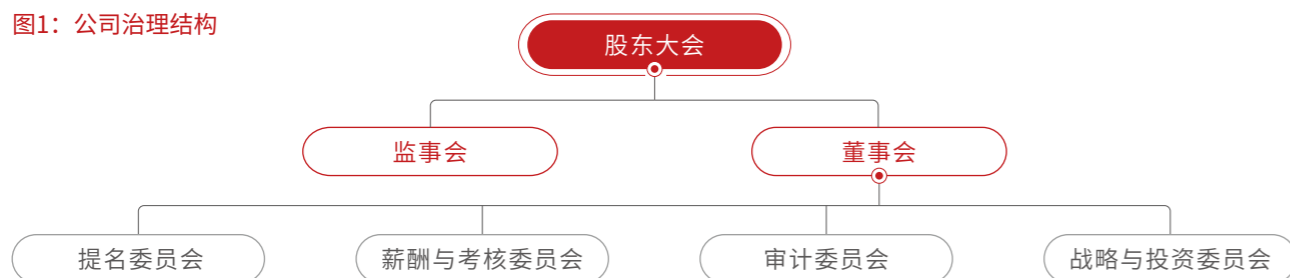 图1：公司治理结构
股东大会
监事会
董事会
提名委员会
薪酬与考核委员会
审计委员会
战略与投资委员会